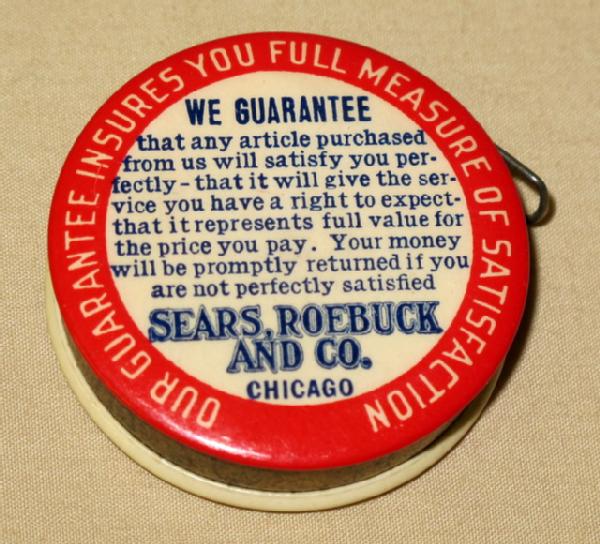 OUR GUARANTEE INSURES YOU FULL MEASURE OF SATISFACTION
WE GUARANTEE
that any article purchased
from us will satisfy you per-
fectly - that it will give the ser-
vice you have a right to expect-
that it represents full value for
the price you pay. Your money
will be promptly returned if you
are not perfectly satisfied
SEARS, ROEBUCK
AND CO.
CHICAGO